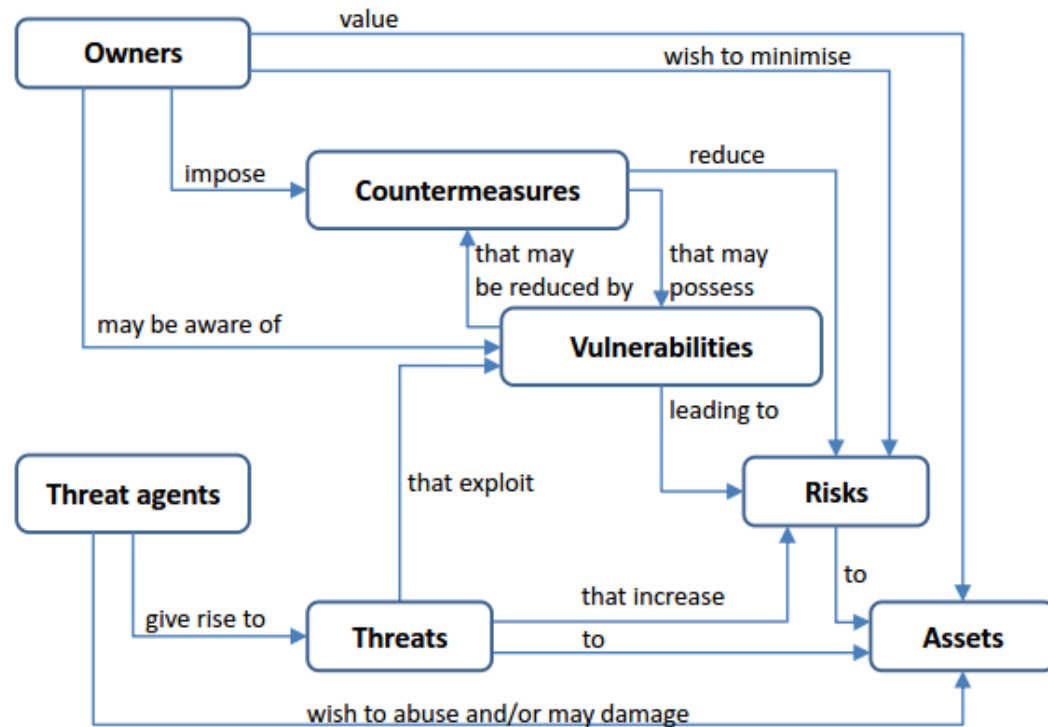 value
Owners
wish to minimise
reduce
impose
Countermeasures
that may
be reduced by
that may
possess
may be aware of
Vulnerabilities
leading to
that exploit
Threat agents
Risks
to
that increase
give rise to
Threats
to
Assets
wish to abuse and/or may damage